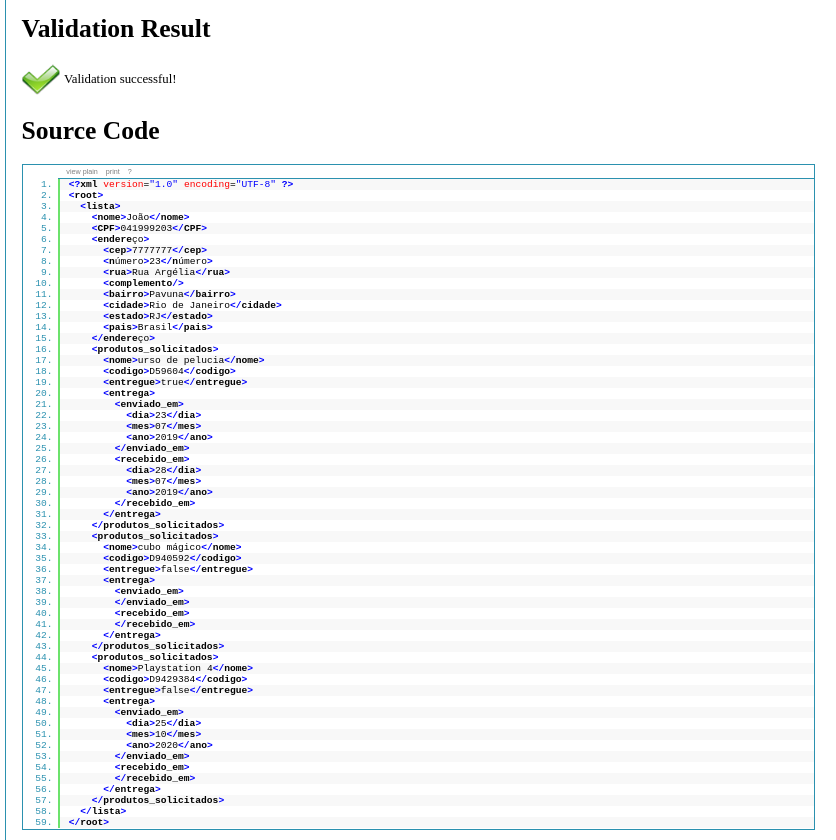 Validation Result
Validation successful!
Source Code
view plain print ?
1. <?xml version="1.0" encoding="UTF-8" ?>
2. <root>
3. <lista>
4. <nome>João</nome>
5. <CPF>041999203</CPF>
6. <endereço>
7. <cep>7777777</cep>
8. <número>23</número>
9. <rua>Rua Argélia</rua>
10. <complemento/>
11. <bairro>Pavuna</bairro>
12. <cidade>Rio de Janeiro</cidade>
13. <estado>RJ</estado>
14. <pais>Brasil</pais>
15. </endereço>
16. <produtos_solicitados>
17. <nome>urso de pelucia</nome>
18. <codigo>D59604</codigo>
19. <entregue>true</entregue>
20. <entrega>
21. <enviado_em>
22. <dia>23</dia>
23. <mes>07</mes>
24. <ano>2019</ano>
25. </enviado_em>
26. <recebido_em>
27. <dia>28</dia>
28. <mes>07</mes>
29. <ano>2019</ano>
30. </recebido_em>
31. </entrega>
32. </produtos_solicitados>
33. <produtos_solicitados>
34. <nome>cubo mágico</nome>
35. <codigo>D940592</codigo>
36. <entregue>false</entregue>
37. <entrega>
38. <enviado_em>
39. </enviado_em>
40. <recebido_em>
41. </recebido_em>
42. </entrega>
43. </produtos_solicitados>
44. <produtos_solicitados>
45. <nome>Playstation 4</nome>
46. <codigo>D9429384</codigo>
47. <entregue>false</entregue>
48. <entrega>
49. <enviado_em>
50. <dia>25</dia>
51. <mes>10</mes>
52. <ano>2020</ano>
53. </enviado_em>
54. <recebido_em>
55. </recebido_em>
56. </entrega>
57. </produtos_solicitados>
58. </lista>
59. </root>